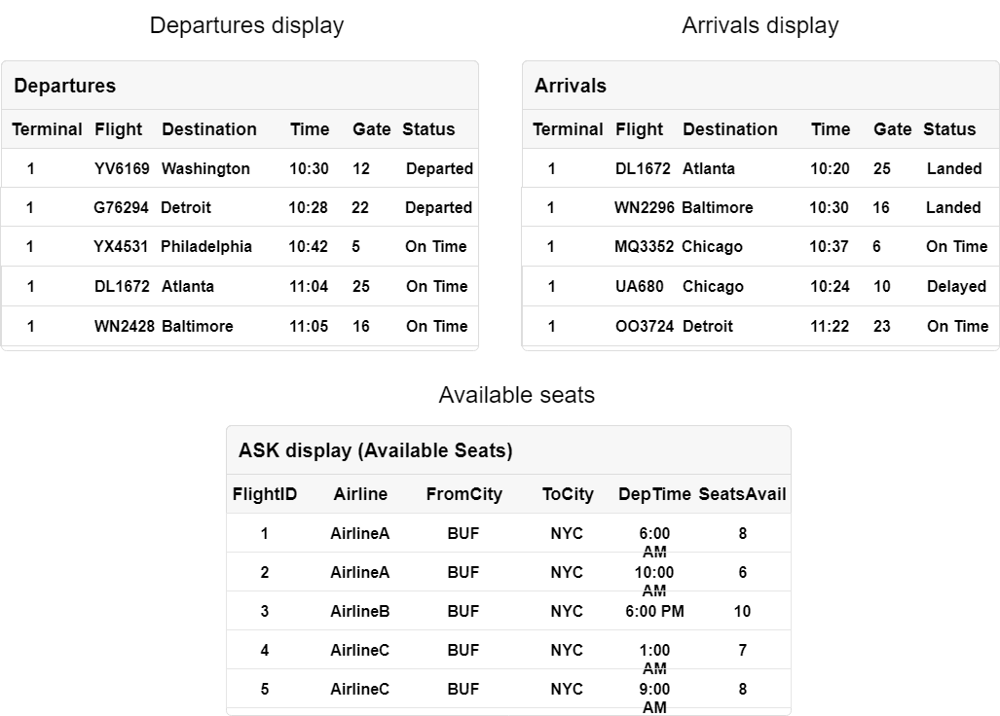 Departures display
Departures
Terminal Flight Destination Time Gate Status
1 YV6169 Washington 10:30 12 Departed
1 G76294 Detroit 10:28 22 Departed
1 YX4531 Philadelphia 10:42 5 On Time
1 DL1672 Atlanta 11:04 25 On Time
1 WN2428 Baltimore 11:05 16 On Time
Arrivals display
Arrivals
Terminal Flight Destination Time Gate Status
1 DL1672 Atlanta 10:20 25 Landed
1 WN2296 Baltimore 10:30 16 Landed
1 MQ3352 Chicago 10:37 6 On Time
1 UA680 Chicago 10:24 10 Delayed
1 OO3724 Detroit 11:22 23 On Time
Available seats
ASK display (Available Seats)
FlightID Airline FromCity ToCity DepTime SeatsAvail
1 AirlineA BUF NYC 6:00 AM 8
2 AirlineA BUF NYC 10:00 AM 6
3 AirlineB BUF NYC 6:00 PM 10
4 AirlineC BUF NYC 1:00 AM 7
5 AirlineC BUF NYC 9:00 AM 8